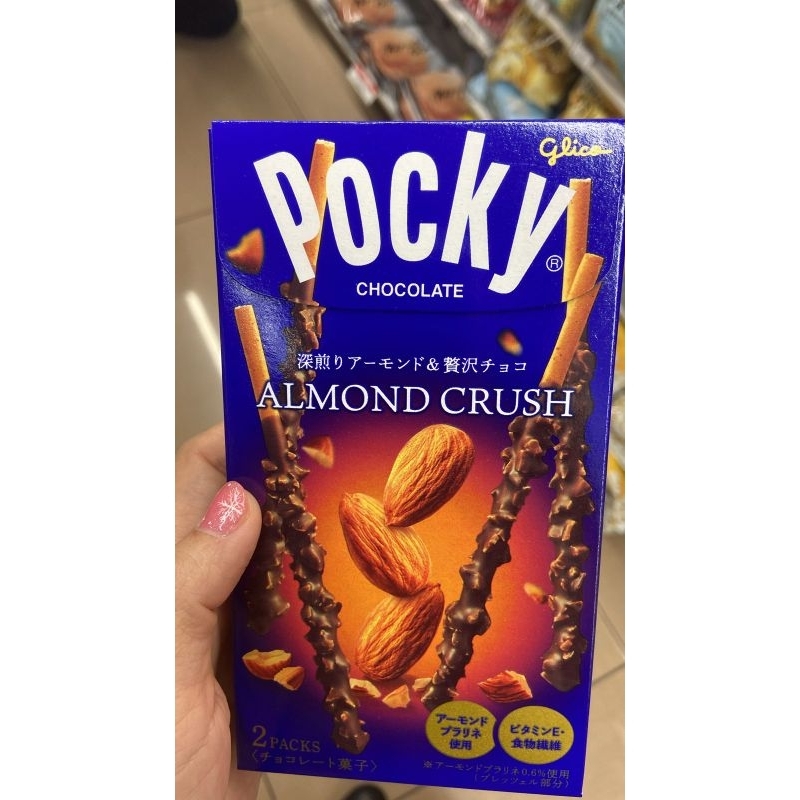 Glico
Pocky®
CHOCOLATE
深煎りアーモンド&贅沢チョコ
ALMOND CRUSH
アーモンド
プラリネ
使用
ビタミンE・
食物繊維
2 PACKS
〈チョコレート菓子〉
※アーモンドプラリネ0.6%使用
(プレッツェル部分)